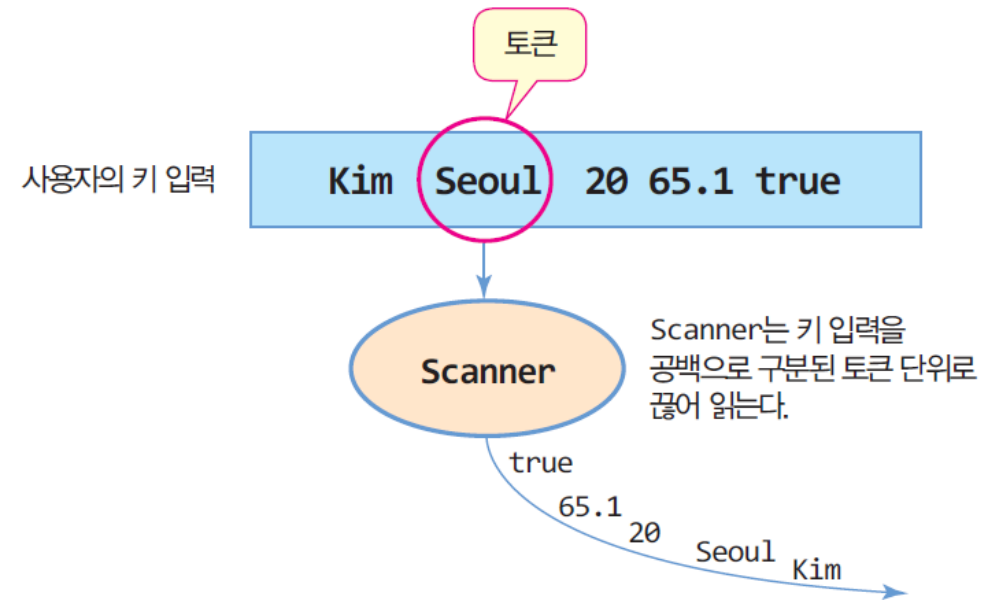 토큰
사용자의 키 입력
Kim Seoul 20 65.1 true
Scanner
Scanner는 키 입력을
공백으로 구분된 토큰 단위로
끊어 읽는다.
true
65.1
20
Seoul
Kim